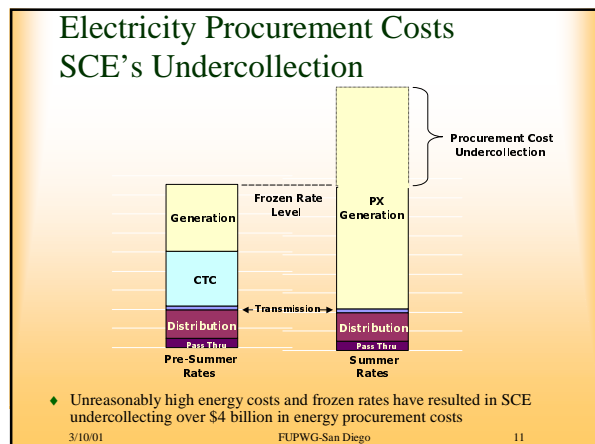 Electricity Procurement Costs
SCE's Undercollection
Procurement Cost
Undercollection
Frozen Rate
Level
Generation
PX
Generation
CTC
Transmission
Distribution
Distribution
Pass Thru
Pass Thru
Pre-Summer
Rates
Summer
Rates
♦ Unreasonably high energy costs and frozen rates have resulted in SCE
undercollecting over $4 billion in energy procurement costs
3/10/01 FUPWG-San Diego 11